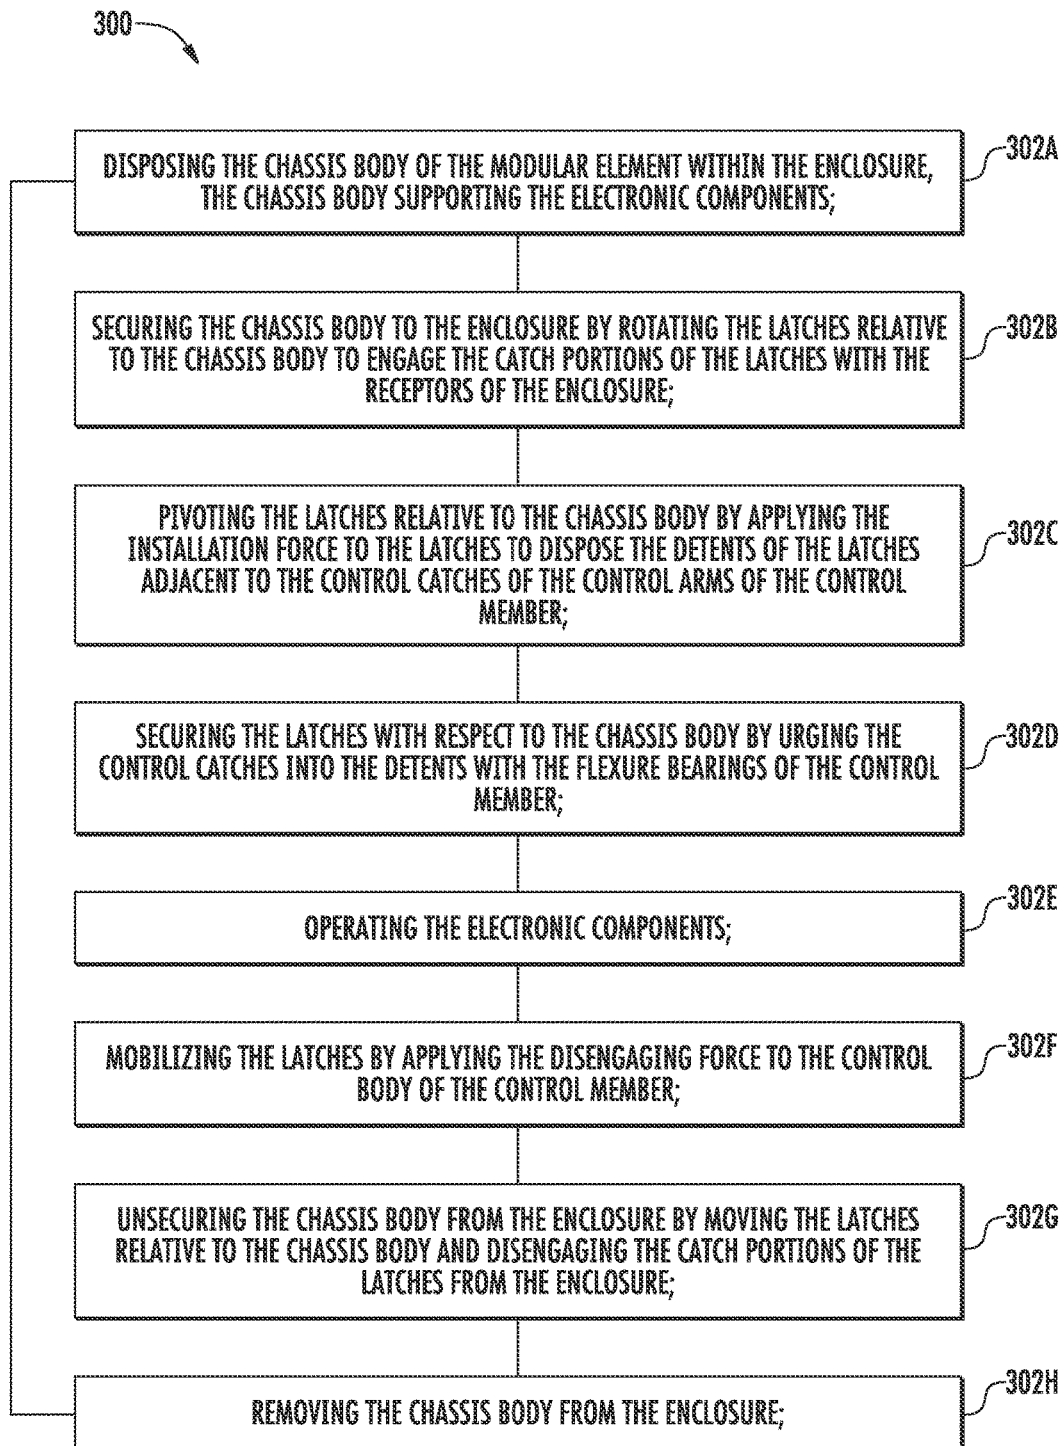 300
DISPOSING THE CHASSIS BODY OF THE MODULAR ELEMENT WITHIN THE ENCLOSURE,
THE CHASSIS BODY SUPPORTING THE ELECTRONIC COMPONENTS;
302A
SECURING THE CHASSIS BODY TO THE ENCLOSURE BY ROTATING THE LATCHES RELATIVE
TO THE CHASSIS BODY TO ENGAGE THE CATCH PORTIONS OF THE LATCHES WITH THE
RECEPTORS OF THE ENCLOSURE;
302B
PIVOTING THE LATCHES RELATIVE TO THE CHASSIS BODY BY APPLYING THE
INSTALLATION FORCE TO THE LATCHES TO DISPOSE THE DETENTS OF THE LATCHES
ADJACENT TO THE CONTROL CATCHES OF THE CONTROL ARMS OF THE CONTROL
MEMBER;
302C
SECURING THE LATCHES WITH RESPECT TO THE CHASSIS BODY BY URGING THE
CONTROL CATCHES INTO THE DETENTS WITH THE FLEXURE BEARINGS OF THE CONTROL
MEMBER;
302D
OPERATING THE ELECTRONIC COMPONENTS;
302E
MOBILIZING THE LATCHES BY APPLYING THE DISENGAGING FORCE TO THE CONTROL
BODY OF THE CONTROL MEMBER;
302F
UNSECURING THE CHASSIS BODY FROM THE ENCLOSURE BY MOVING THE LATCHES
RELATIVE TO THE CHASSIS BODY AND DISENGAGING THE CATCH PORTIONS OF THE
LATCHES FROM THE ENCLOSURE;
302G
REMOVING THE CHASSIS BODY FROM THE ENCLOSURE;
302H